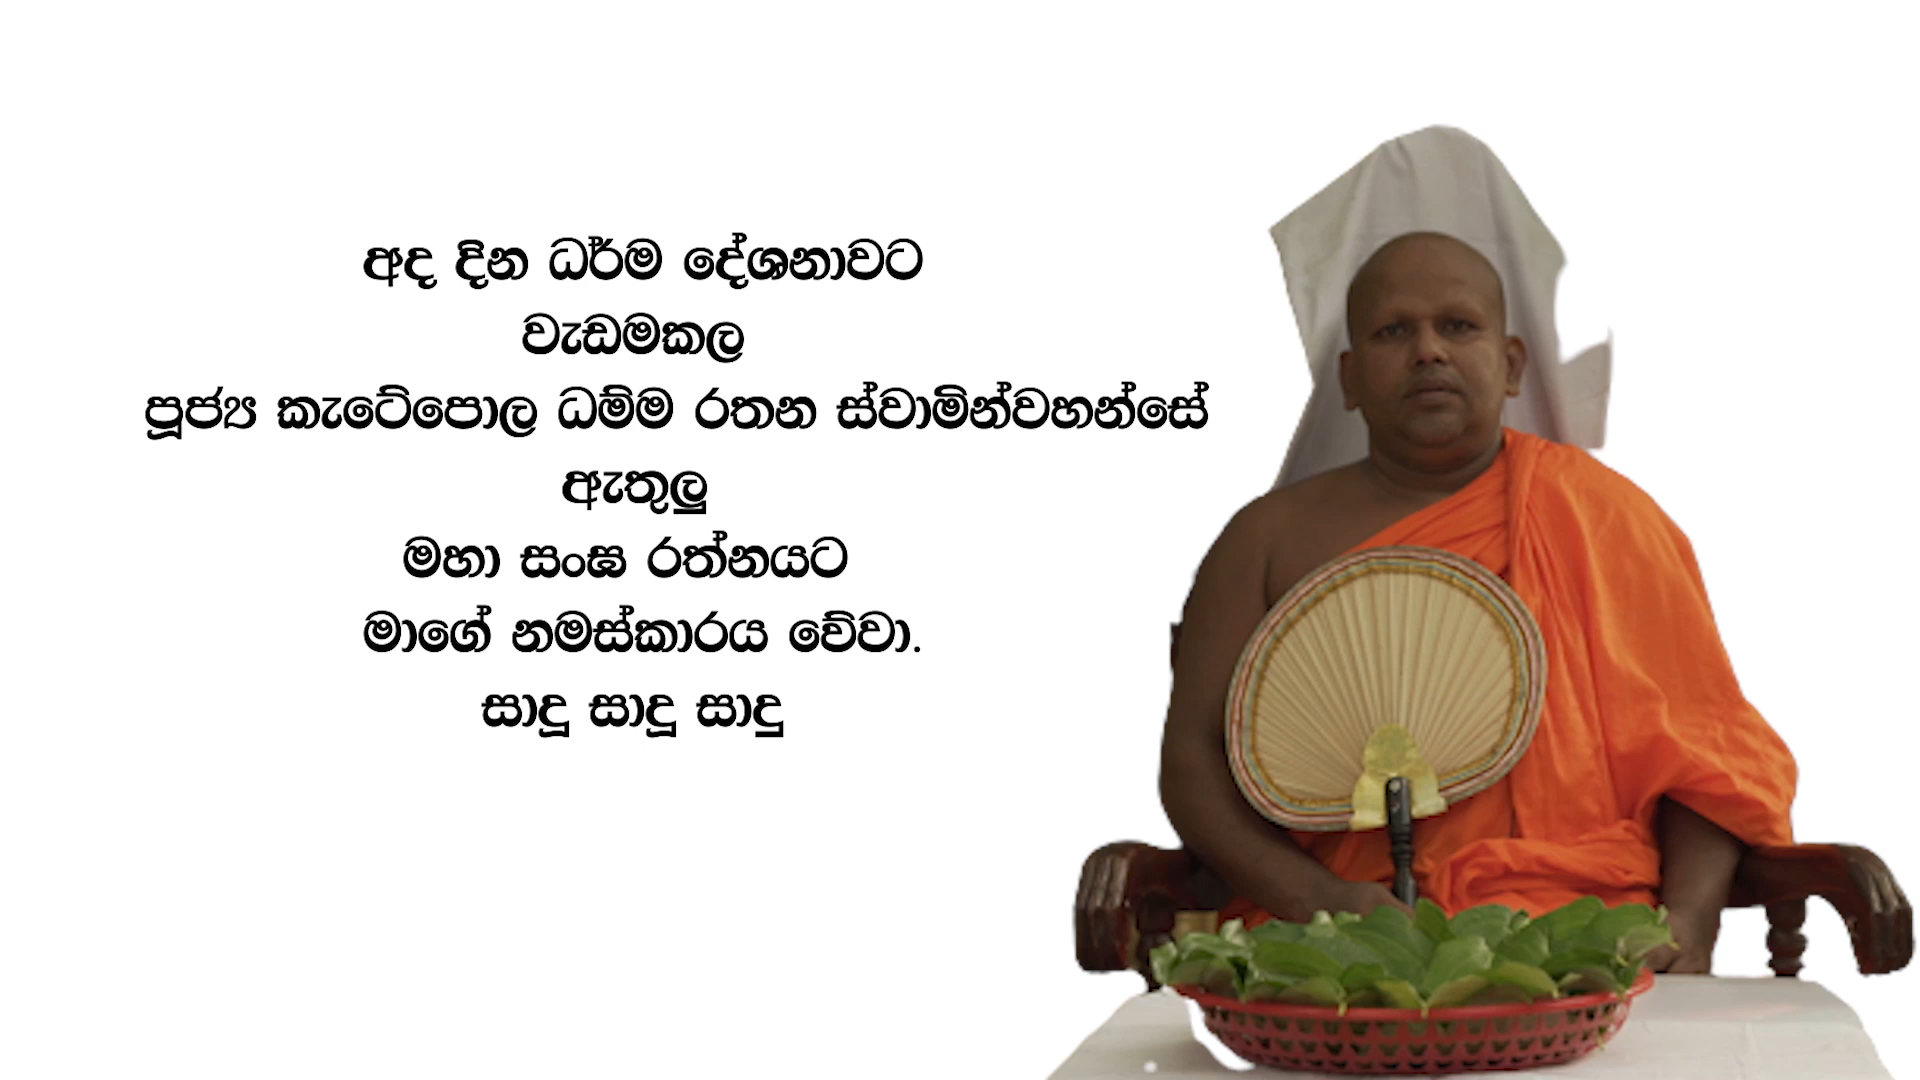 අද දින ධර්ම දේශනාවට
වැඩමකල
පූජ්‍ය කැටේපොල ධම්ම රතන ස්වාමින්වහන්සේ
ඇතුලු
මහා සංඝ රත්නයට
මාගේ නමස්කාරය වේවා.
සාදූ සාදූ සාදු